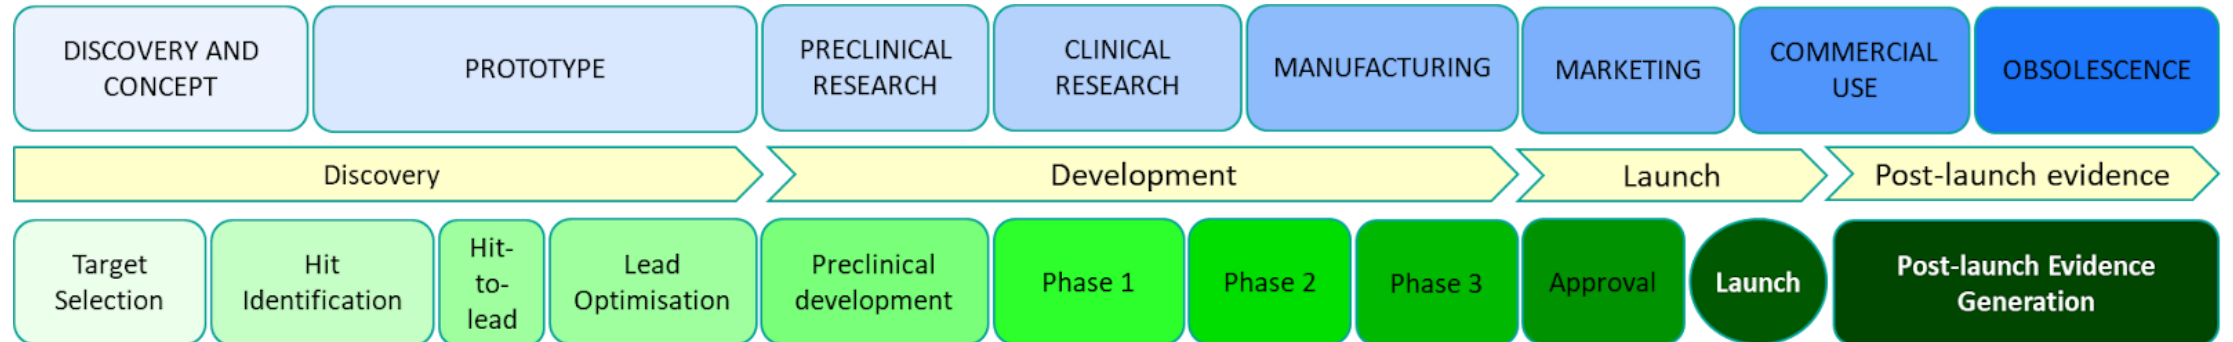 DISCOVERY AND
CONCEPT
PROTOTYPE
PRECLINICAL
RESEARCH
CLINICAL
RESEARCH
MANUFACTURING
MARKETING
COMMERCIAL
USE
OBSOLESCENCE
Discovery
Development
Launch
Post-launch evidence
Target
Selection
Hit
Identification
Hit-
to-
lead
Lead
Optimisation
Preclinical
development
Phase 1
Phase 2
Phase 3
Approval
Launch
Post-launch Evidence
Generation